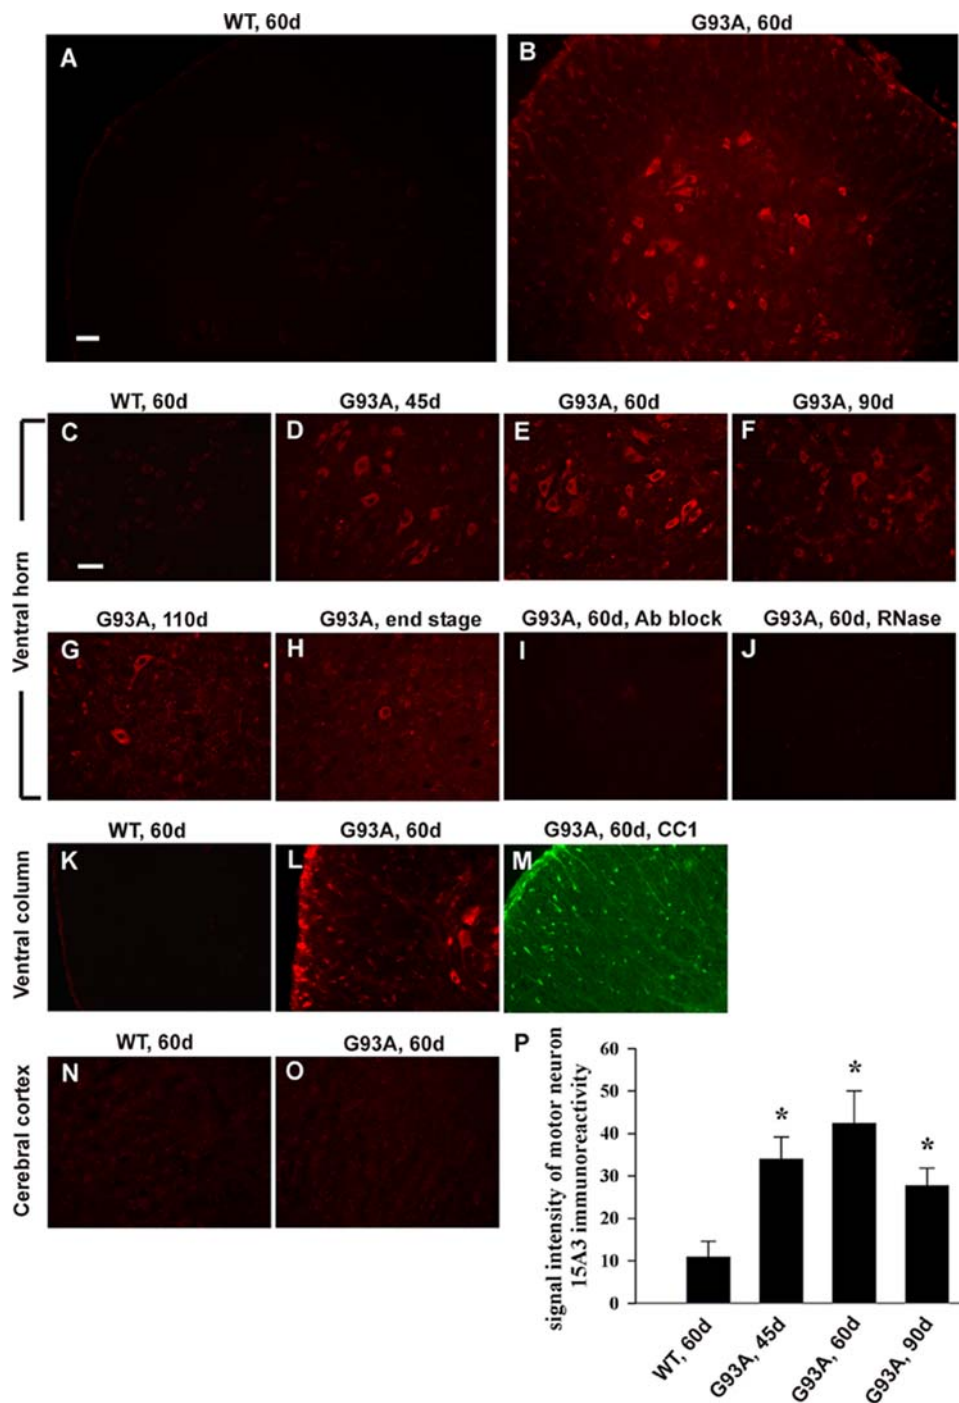 WT, 60d
G93A, 60d
A
B
WT, 60d
G93A, 45d
G93A, 60d
G93A, 90d
C
D
E
F
Ventral horn
G93A, 110d
G93A, end stage
G93A, 60d, Ab block
G93A, 60d, RNase
G
H
I
J
WT, 60d
G93A, 60d
G93A, 60d, CC1
K
L
M
Ventral column
WT, 60d
G93A, 60d
N
O
Cerebral cortex
P
signal intensity of motor neuron
15A3 immunoreactivity
60
50
40
30
20
10
0
*
*
*
WT, 60d
G93A, 45d
G93A, 60d
G93A, 90d